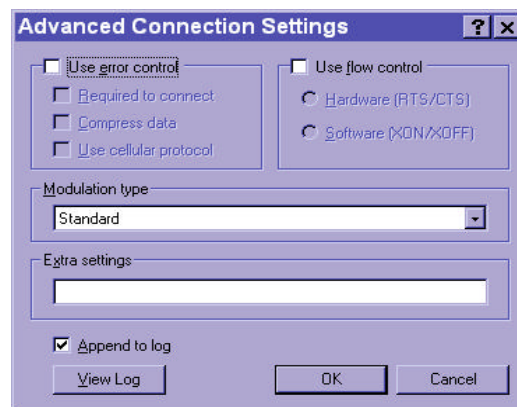 Advanced Connection Settings
Use error control
Required to connect
Compress data
Use cellular protocol
Use flow control
Hardware (RTS/CTS)
Software (XON/XOFF)
Modulation type
Standard
Extra settings
Append to log
View Log
OK
Cancel